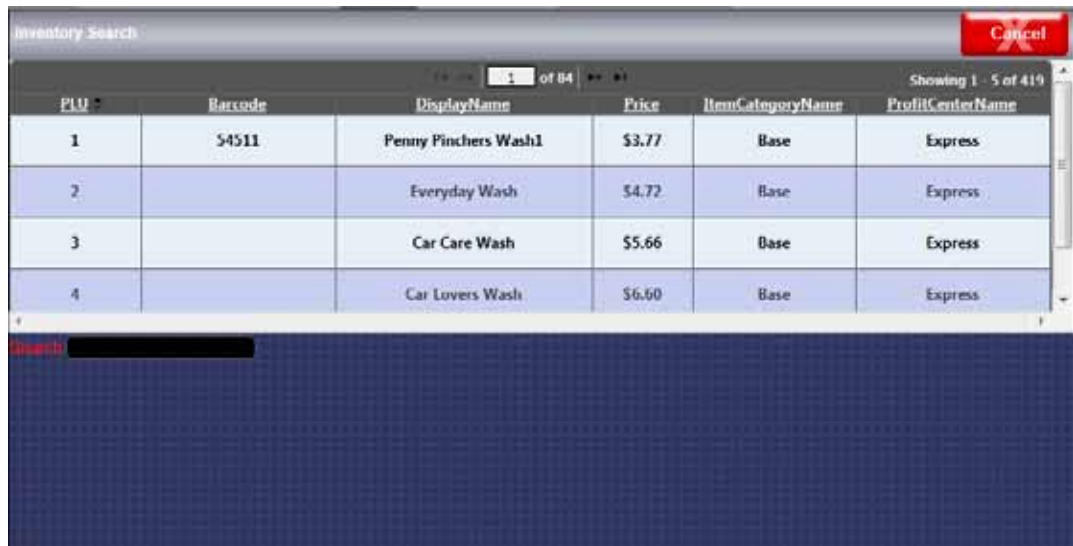 Inventory Search Cancel
1 of 84 Showing 1 - 5 of 419
PLU Barcode DisplayName Price ItemCategoryName ProfitCenterName
1 54511 Penny Pinchers Wash1 $3.77 Base Express
2 Everyday Wash $4.72 Base Express
3 Car Care Wash $5.66 Base Express
4 Car Lovers Wash $6.60 Base Express
Search